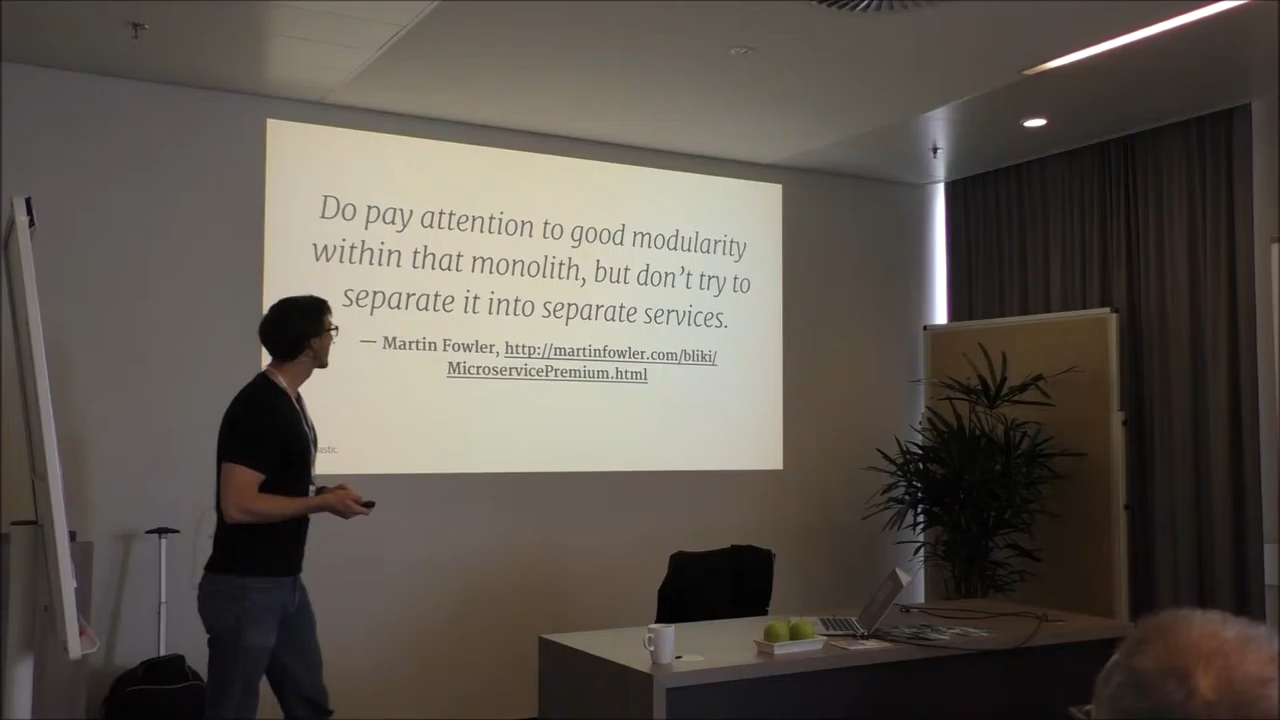 Do pay attention to good modularity
within that monolith, but don't try to
separate it into separate services.
— Martin Fowler, http://martinfowler.com/bliki/
MicroservicePremium.html